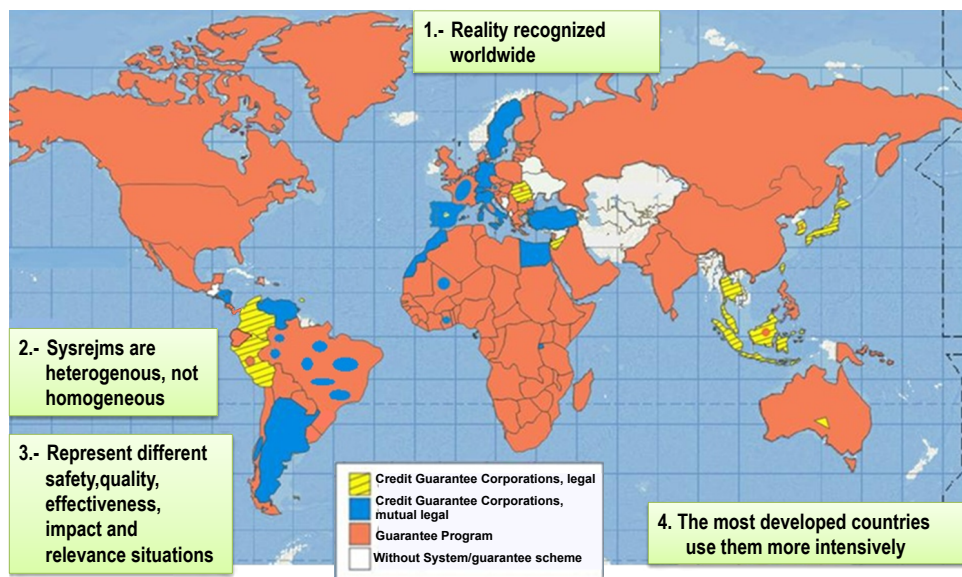 1.- Reality recognized
worldwide
2.- Sysrejms are
heterogenous, not
homogeneous
3.- Represent different
safety,quality,
effectiveness,
impact and
relevance situations
Credit Guarantee Corporations, legal
Credit Guarantee Corporations,
mutual legal
Guarantee Program
Without System/guarantee scheme
4. The most developed countries
use them more intensively